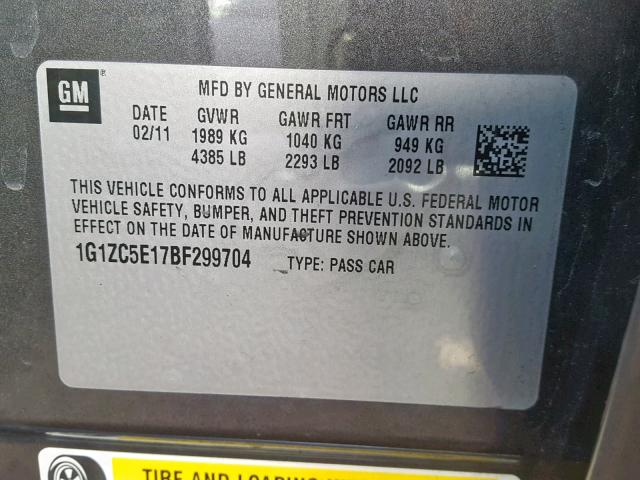 GM
MFD BY GENERAL MOTORS LLC
DATE GVWR GAWR FRT GAWR RR
02/11 1989 KG 1040 KG 949 KG
4385 LB 2293 LB 2092 LB
THIS VEHICLE CONFORMS TO ALL APPLICABLE U.S. FEDERAL MOTOR
VEHICLE SAFETY, BUMPER, AND THEFT PREVENTION STANDARDS IN
EFFECT ON THE DATE OF MANUFACTURE SHOWN ABOVE.
1G1ZC5E17BF299704 TYPE: PASS CAR
TIRE AND LOADING